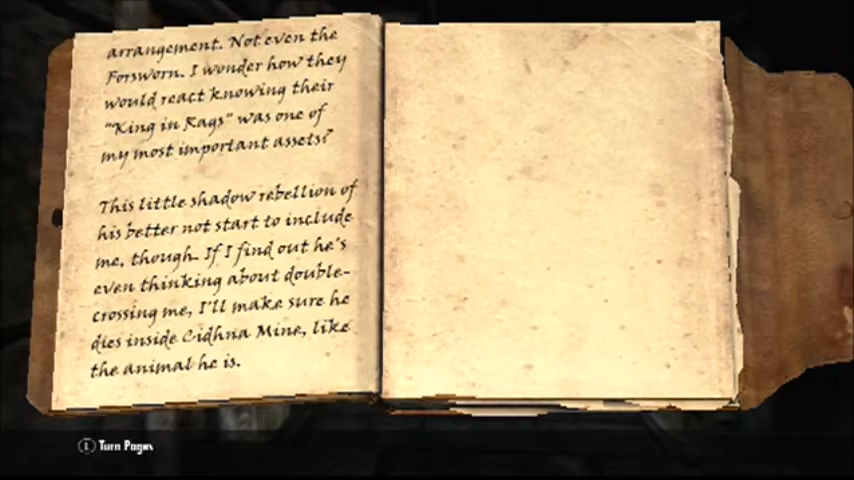 arrangement. Not even the
Forsworn. I wonder how they
would react knowing their
"King in Rags" was one of
my most important assets?
This little shadow rebellion of
his better not start to include
me, though. If I find out he's
even thinking about double-
crossing me, I'll make sure he
dies inside Cidhna Mine, like
the animal he is.
L Turn Pages